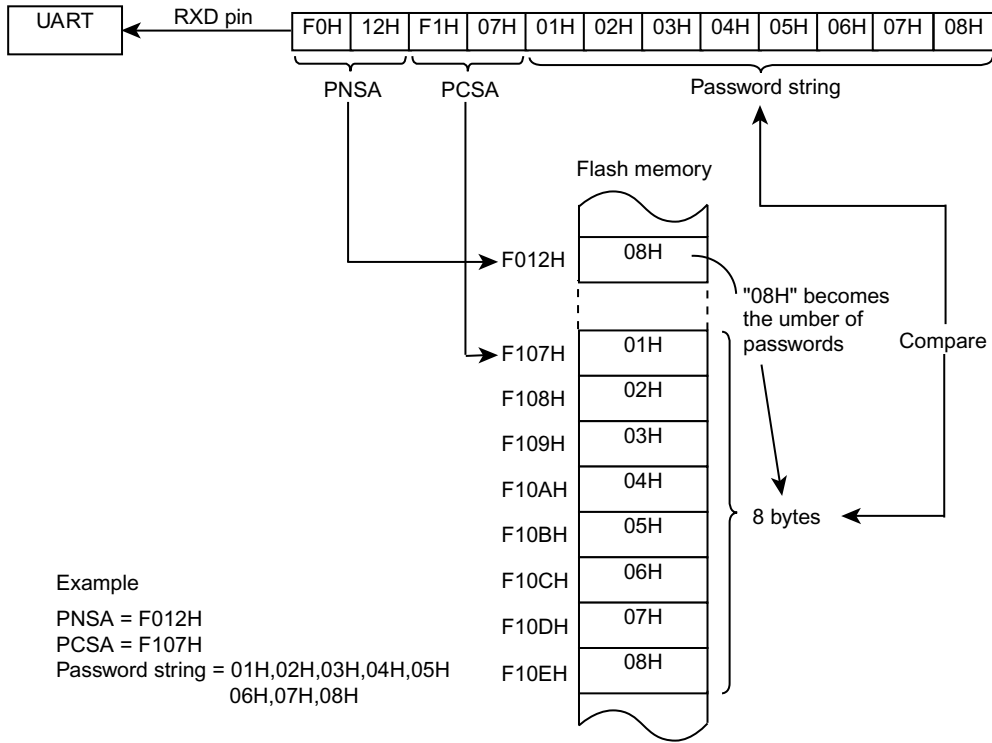 UART
RXD pin
F0H 12H F1H 07H 01H 02H 03H 04H 05H 06H 07H 08H
PNSA PCSA Password string
Flash memory
F012H 08H
"08H" becomes
the umber of
passwords
Compare
F107H 01H
F108H 02H
F109H 03H
F10AH 04H
F10BH 05H
8 bytes
F10CH 06H
F10DH 07H
F10EH 08H
Example
PNSA = F012H
PCSA = F107H
Password string = 01H,02H,03H,04H,05H
06H,07H,08H